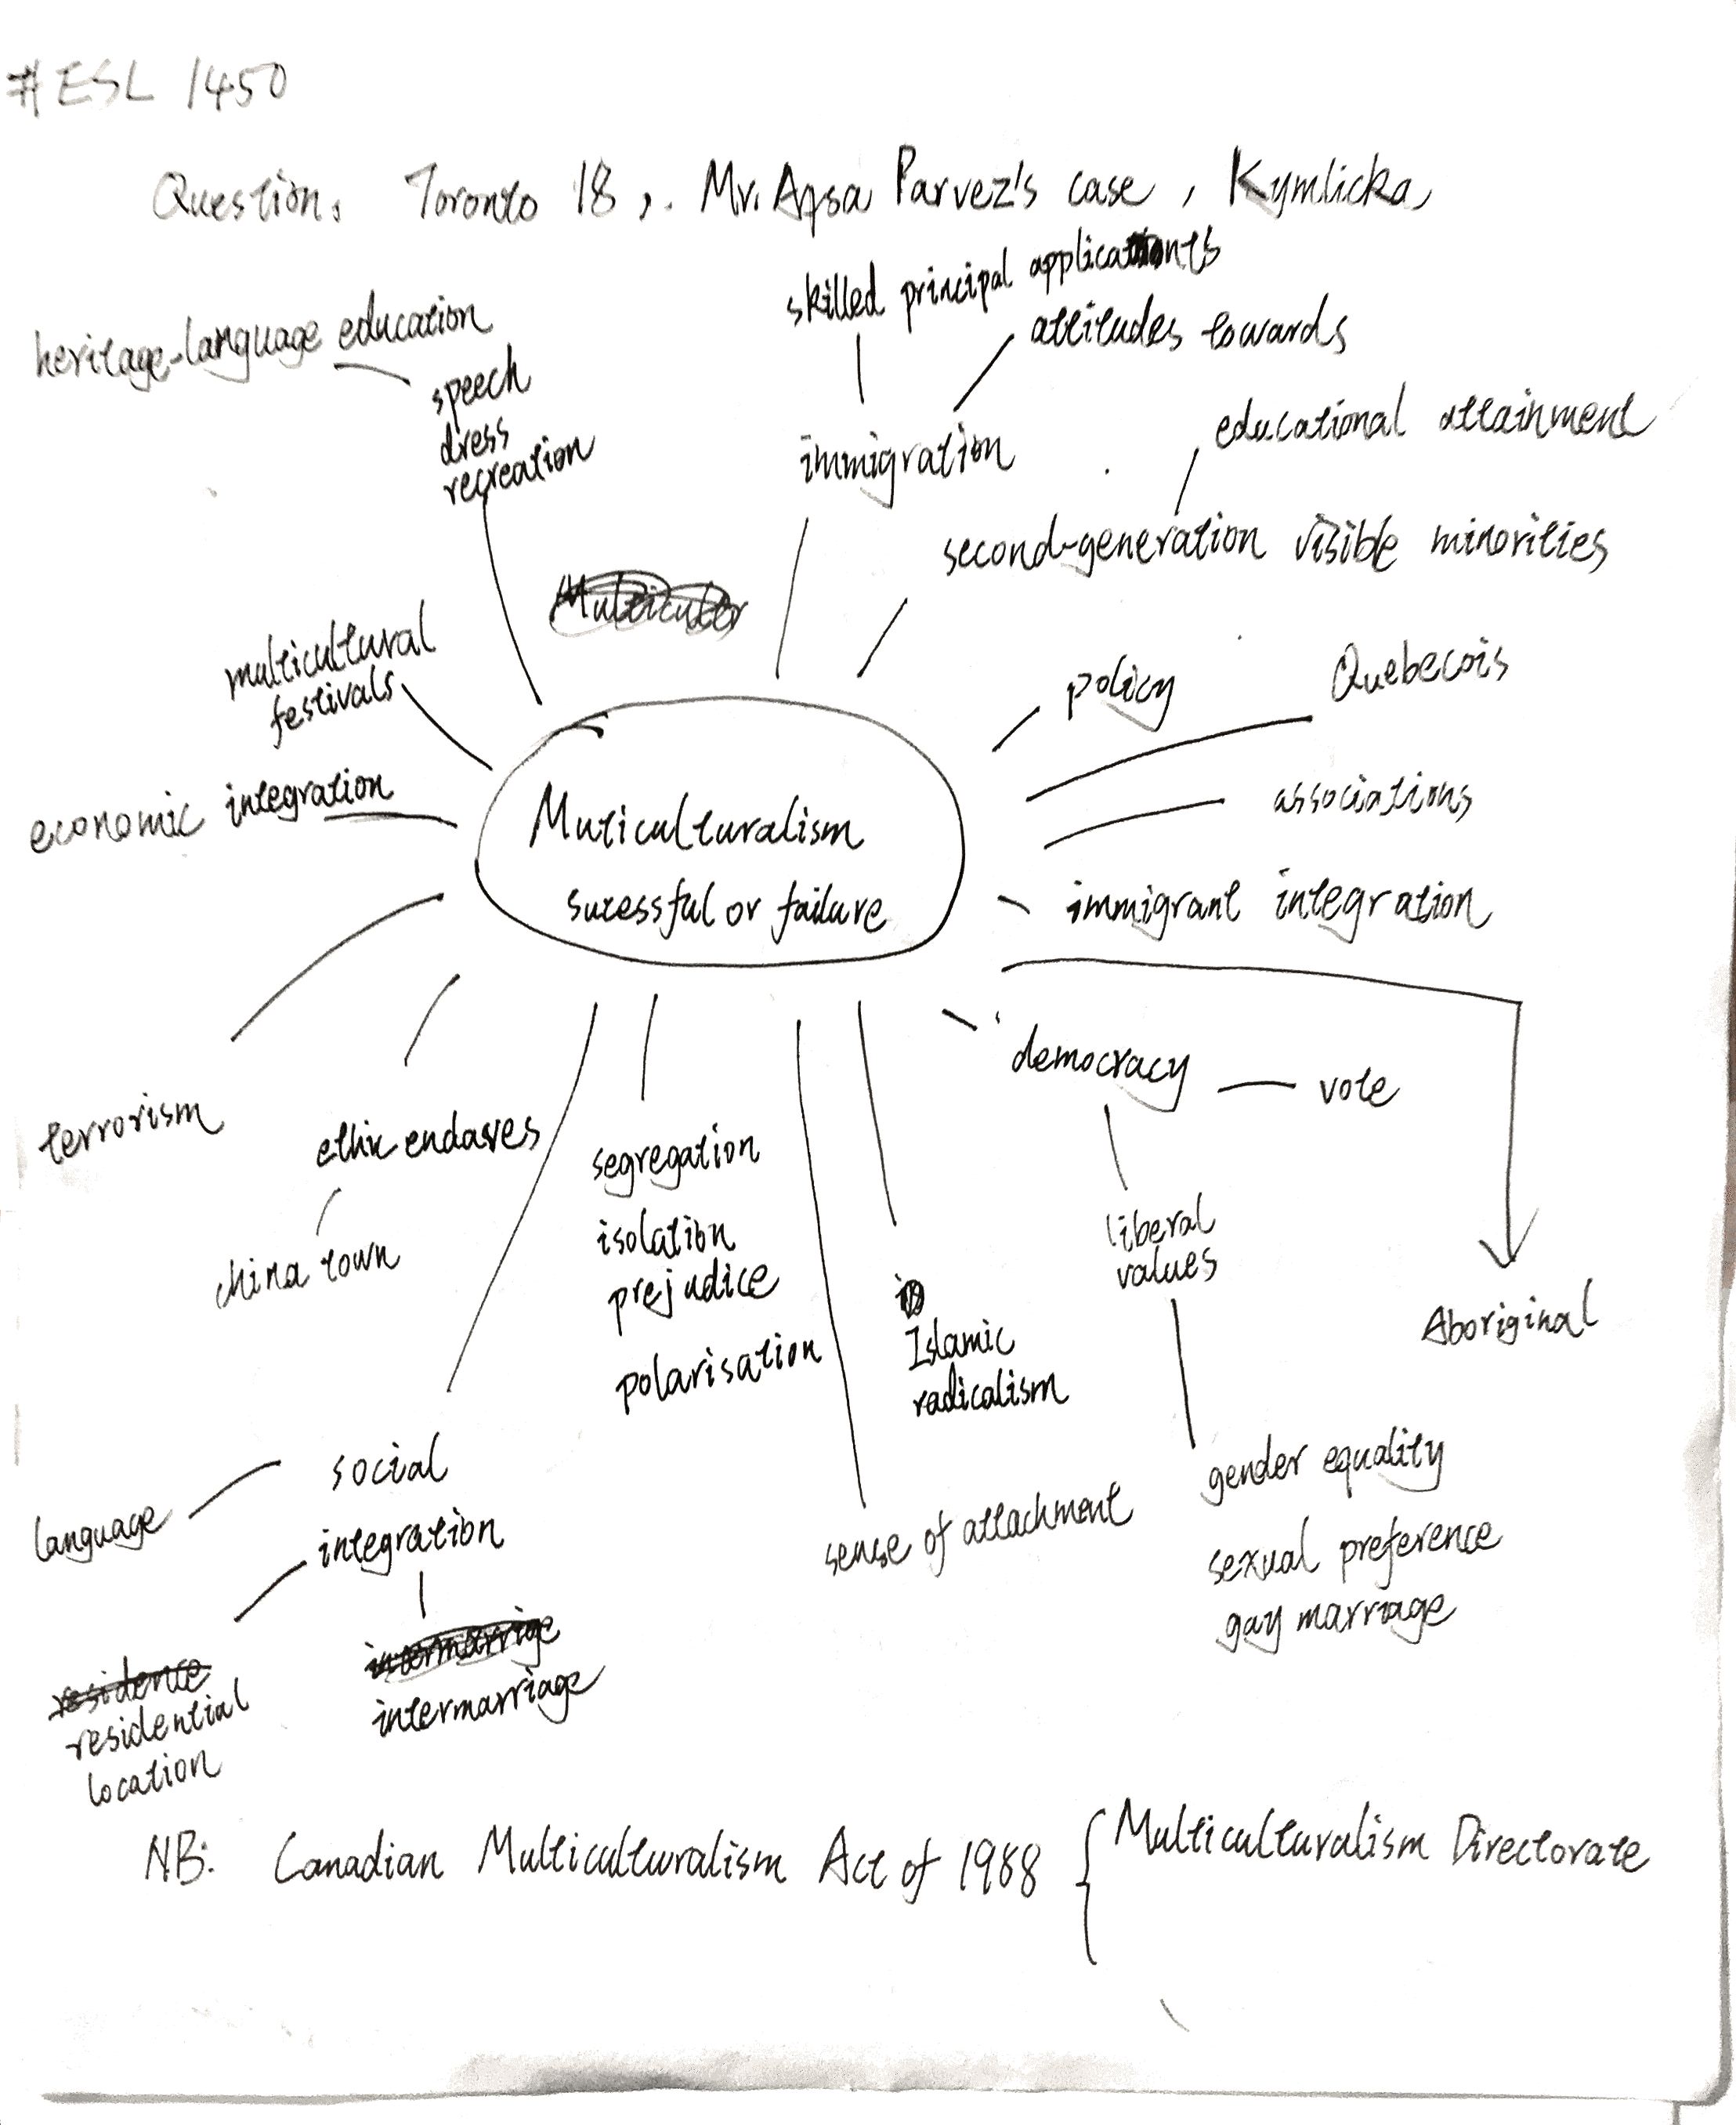 #ESL 1450
Question. Toronto 18, . Mr. Aqsa Parvez's case, Kymlicka,
skilled principal applicants
attitudes towards
heritage-language education
speech
dress
recreation
immigration
educational attainment
second-generation visible minorities
Multiculter
multicultural
festivals
policy
Quebecois
economic integration
associations
Muticulturalism
sucessful or failure
immigrant integration
democracy
vote
terrorism
ethic enclaves
segregation
isolation
prejudice
polarisation
china town
liberal
values
Islamic
radicalism
Aboriginal
social
integration
language
gender equality
sexual preference
gay marriage
sense of attachment
intermarrige
intermarriage
residence
residential
location
NB: Canadian Multiculturalism Act of 1988 { Multiculturalism Directorate